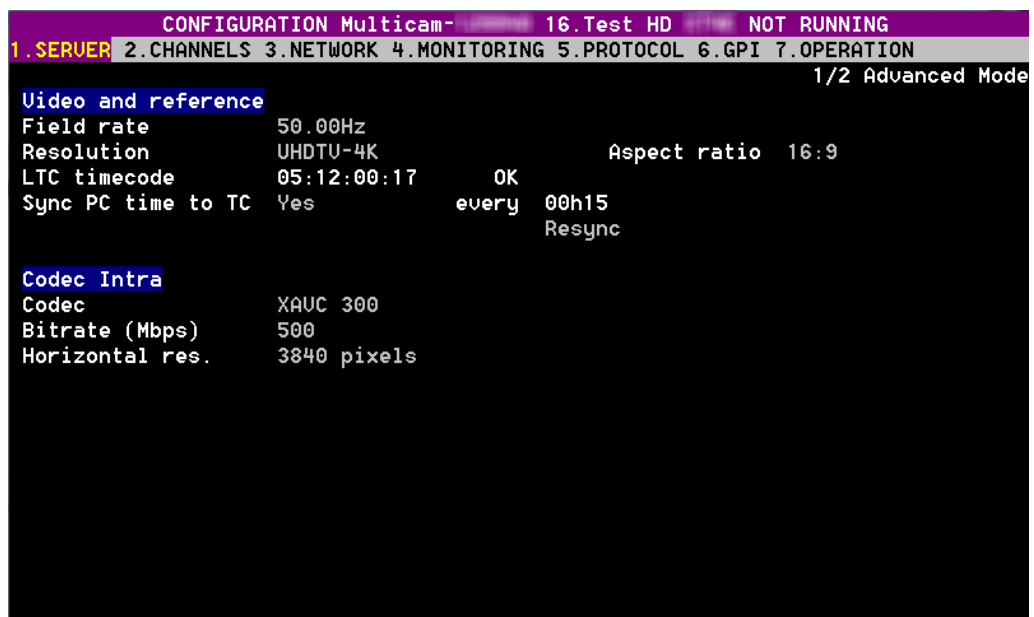 CONFIGURATION Multicam- 16.Test HD NOT RUNNING
1.SERVER 2.CHANNELS 3.NETWORK 4.MONITORING 5.PROTOCOL 6.GPI 7.OPERATION
1/2 Advanced Mode
Video and reference
Field rate 50.00Hz
Resolution UHDTV-4K Aspect ratio 16:9
LTC timecode 05:12:00:17 OK
Sync PC time to TC Yes every 00h15
Resync
Codec Intra
Codec XAVC 300
Bitrate (Mbps) 500
Horizontal res. 3840 pixels